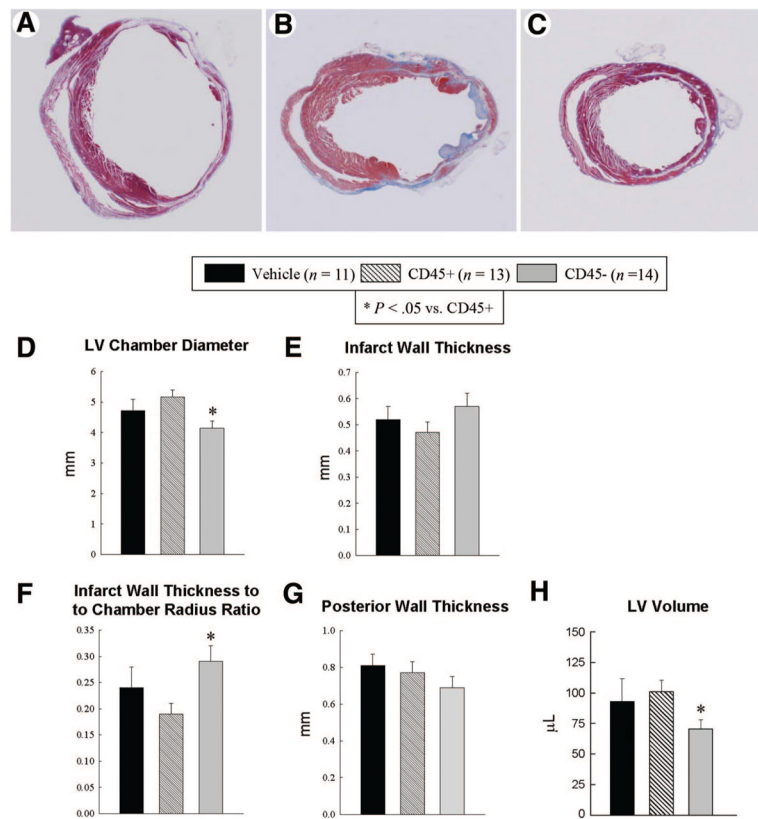 A
B
C
Vehicle (n = 11) CD45+ (n = 13) CD45- (n =14)
* P < .05 vs. CD45+
D
LV Chamber Diameter
6
5
4
3
2
1
0
mm
*
E
Infarct Wall Thickness
0.7
0.6
0.5
0.4
0.3
0.2
0.1
0.0
mm
F
Infarct Wall Thickness to
to Chamber Radius Ratio
0.35
0.30
0.25
0.20
0.15
0.10
0.05
0.00
*
G
Posterior Wall Thickness
1.0
0.8
0.6
0.4
0.2
0.0
mm
H
LV Volume
150
125
100
75
50
25
0
µL
*